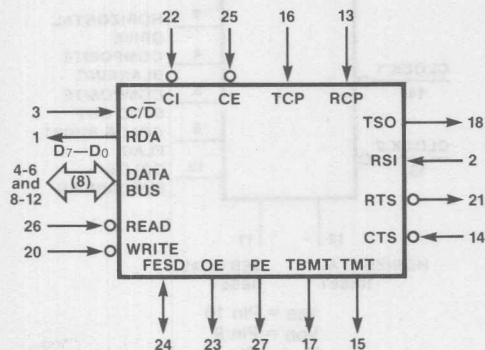 22 25 16 13
CI CE TCP RCP
3 C/D̅
1 RDA
D₇—D₀
4-6 and 8-12 (8) DATA BUS
26 READ
20 WRITE
TSO 18
RSI 2
RTS 21
CTS 14
FESD OE PE TBMT TMT
24 23 27 17 15